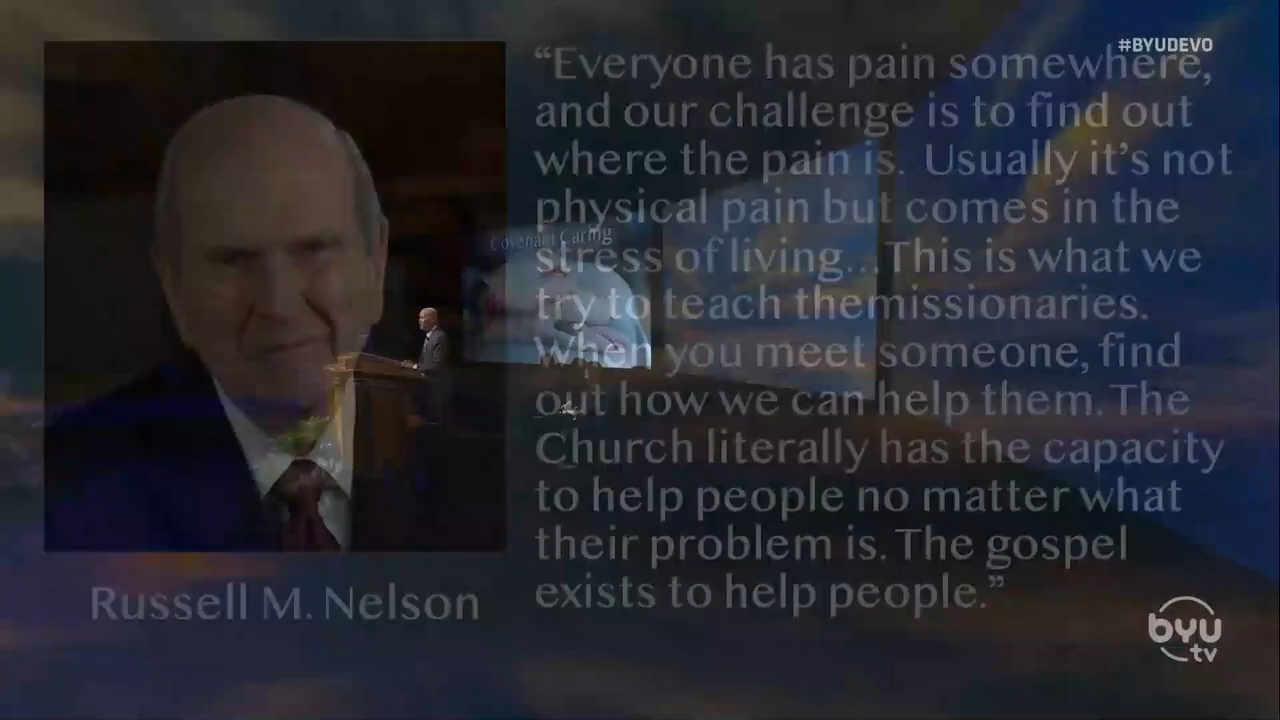 #BYUDEVO
“Everyone has pain somewhere,
and our challenge is to find out
where the pain is. Usually it’s not
physical pain but comes in the
Covenant Caring
stress of living...This is what we
try to teach themissionaries.
When you meet someone, find
out how we can help them. The
Church literally has the capacity
to help people no matter what
their problem is. The gospel
exists to help people.”
Russell M. Nelson
byu
tv